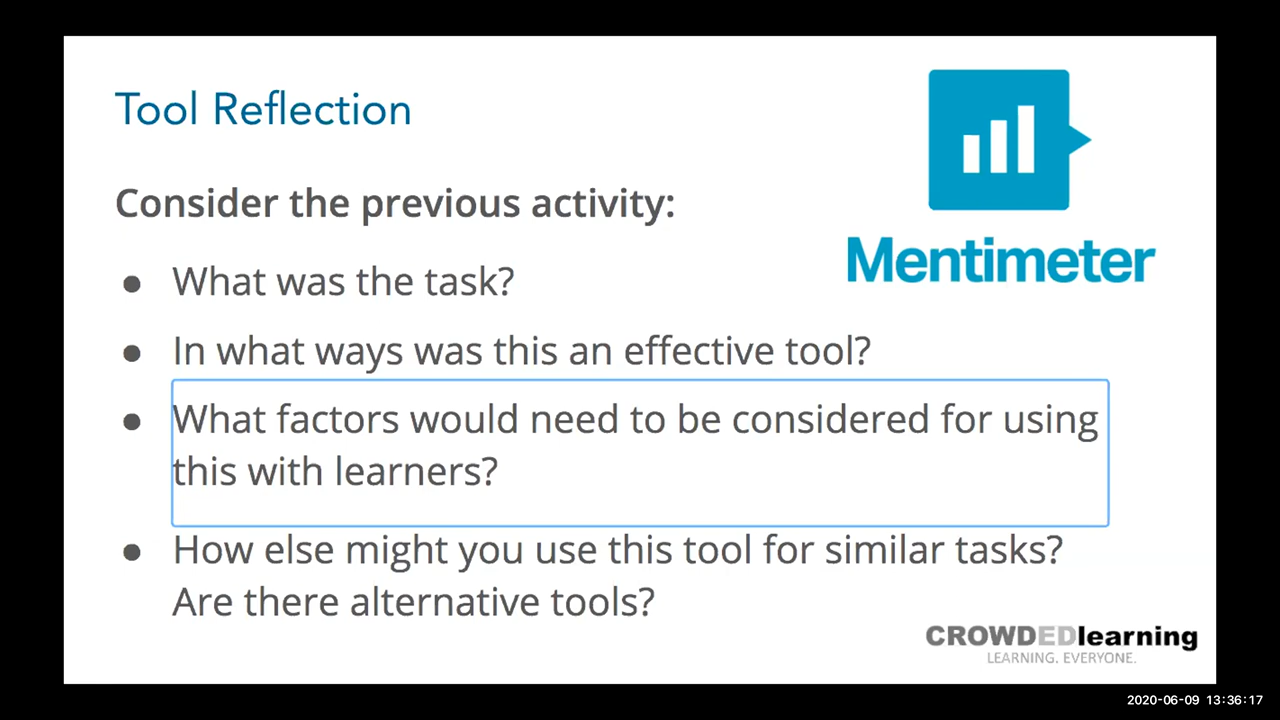 Tool Reflection
Mentimeter
Consider the previous activity:
● What was the task?
● In what ways was this an effective tool?
● What factors would need to be considered for using
this with learners?
● How else might you use this tool for similar tasks?
Are there alternative tools?
CROWDEDlearning
LEARNING. EVERYONE.
2020-06-09 13:36:17